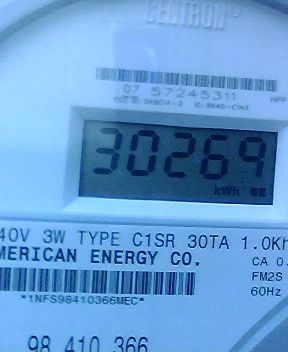 CENTRON®
07 57245311
30269
kWh
40V 3W TYPE C1SR 30TA 1.0Kh
MERICAN ENERGY CO.
CA 0.
FM2S
60Hz
*1NFS98410366MEC*
98 410 366